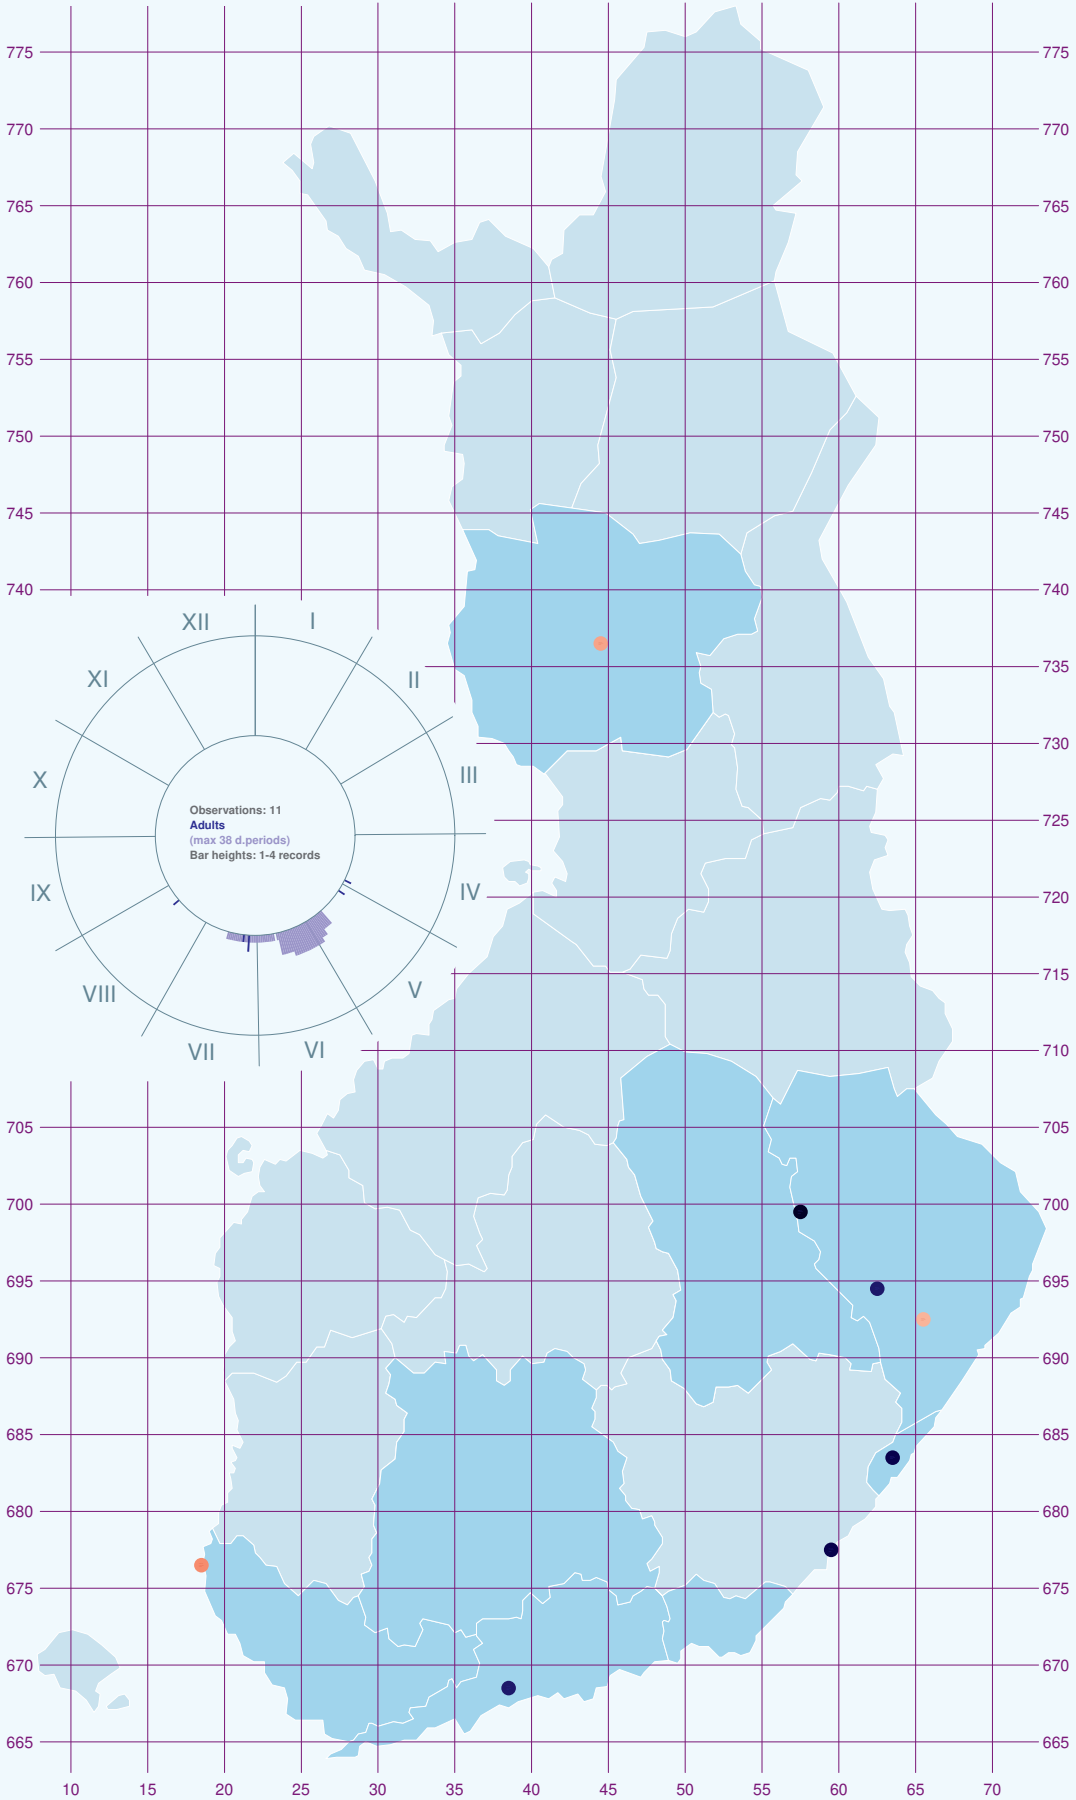 775 775
770 770
765 765
760 760
755 755
750 750
745 745
740 740
XII I
XI II
735
X III
730
Observations: 11
Adults
(max 38 d.periods)
Bar heights: 1-4 records
725
IX IV
720
VIII V
715
VII VI
710
705 705
700 700
695 695
690 690
685 685
680 680
675 675
670 670
665 665
10 15 20 25 30 35 40 45 50 55 60 65 70